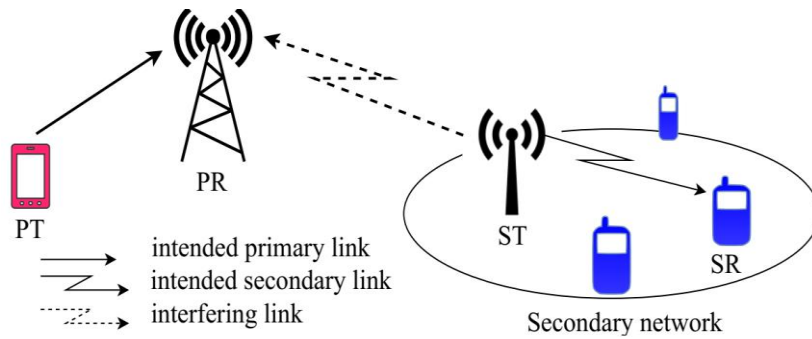 PR
PT
ST
SR
intended primary link
intended secondary link
interfering link
Secondary network